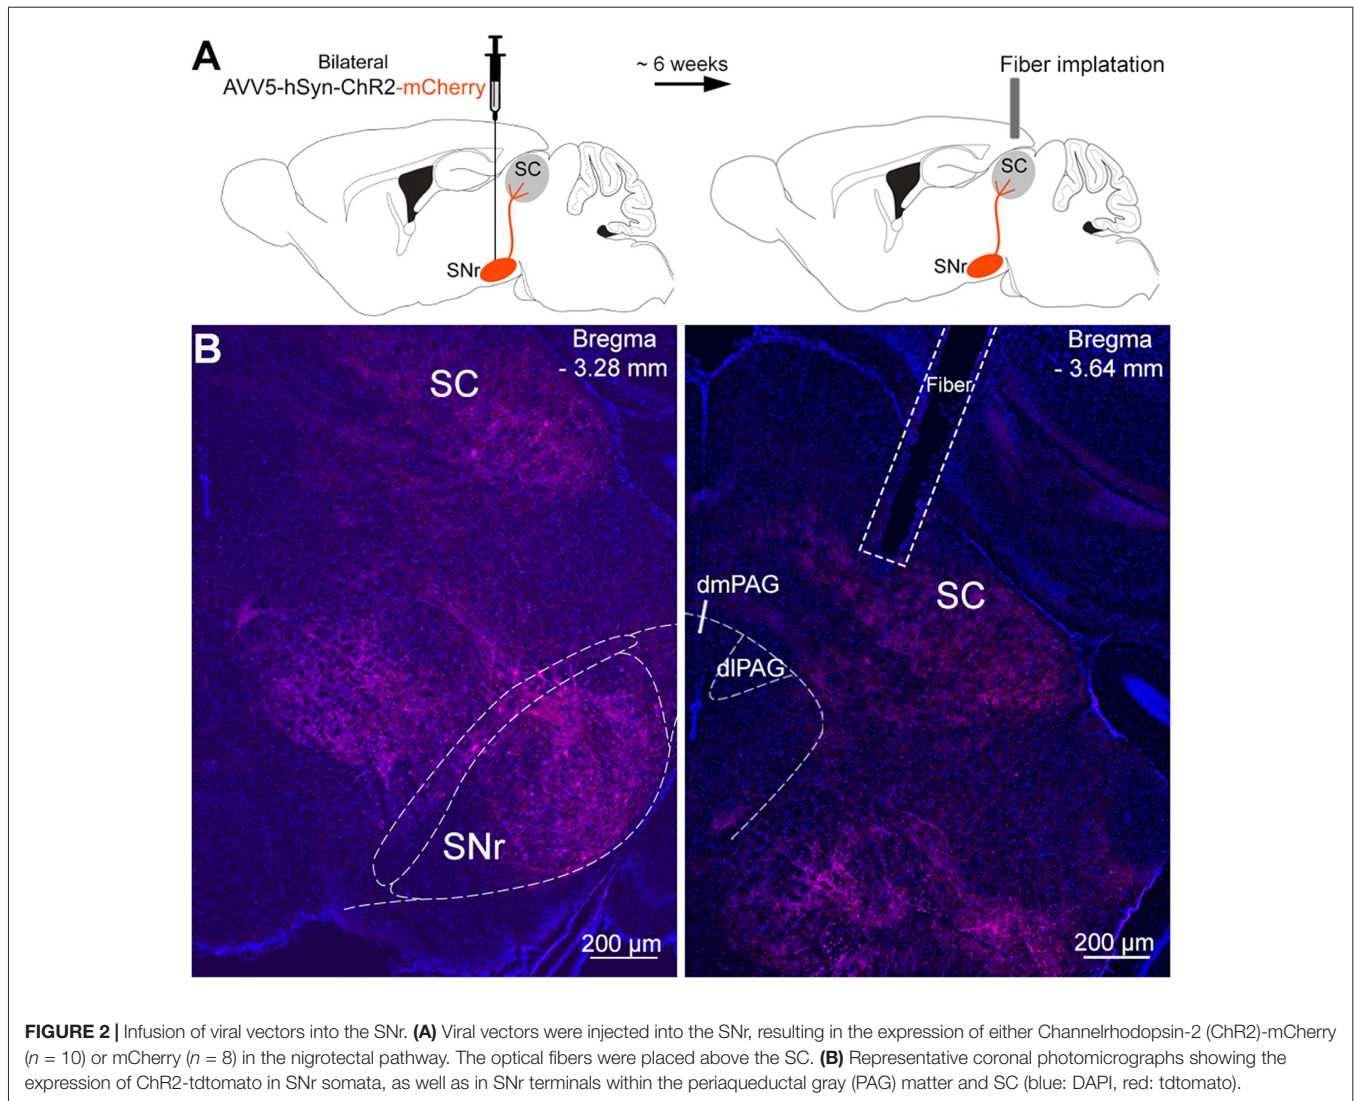 A
Bilateral
AVV5-hSyn-ChR2-mCherry
~ 6 weeks
Fiber implatation
SC
SNr
SC
SNr
B
Bregma
- 3.28 mm
SC
SNr
200 µm
Bregma
- 3.64 mm
Fiber
SC
dmPAG
dlPAG
200 µm
FIGURE 2 | Infusion of viral vectors into the SNr. (A) Viral vectors were injected into the SNr, resulting in the expression of either Channelrhodopsin-2 (ChR2)-mCherry
(n = 10) or mCherry (n = 8) in the nigrotectal pathway. The optical fibers were placed above the SC. (B) Representative coronal photomicrographs showing the
expression of ChR2-tdtomato in SNr somata, as well as in SNr terminals within the periaqueductal gray (PAG) matter and SC (blue: DAPI, red: tdtomato).